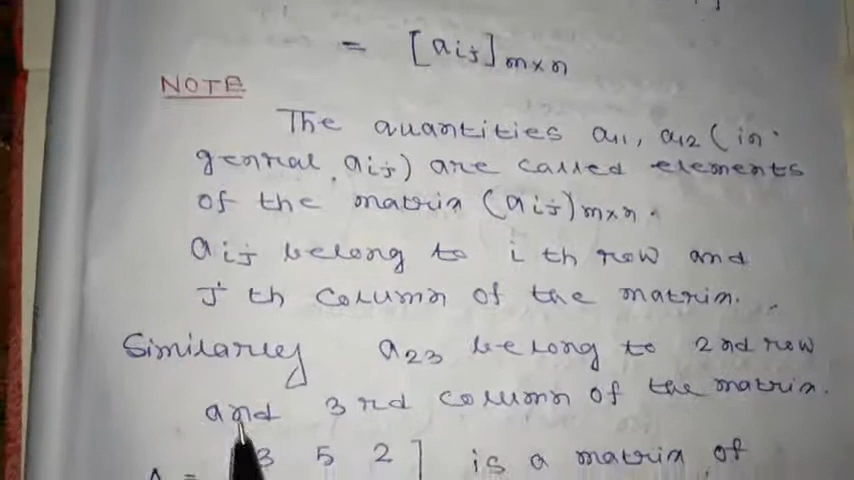 = [aij]m×n
NOTE
The quantities a11, a12 (in
general, aij) are called elements
of the matrix (aij)m×n.
aij belong to i th row and
j th column of the matrix.
Similarly a23 belong to 2nd row
and 3rd column of the matrix.
A = 3 5 2] is a matrix of